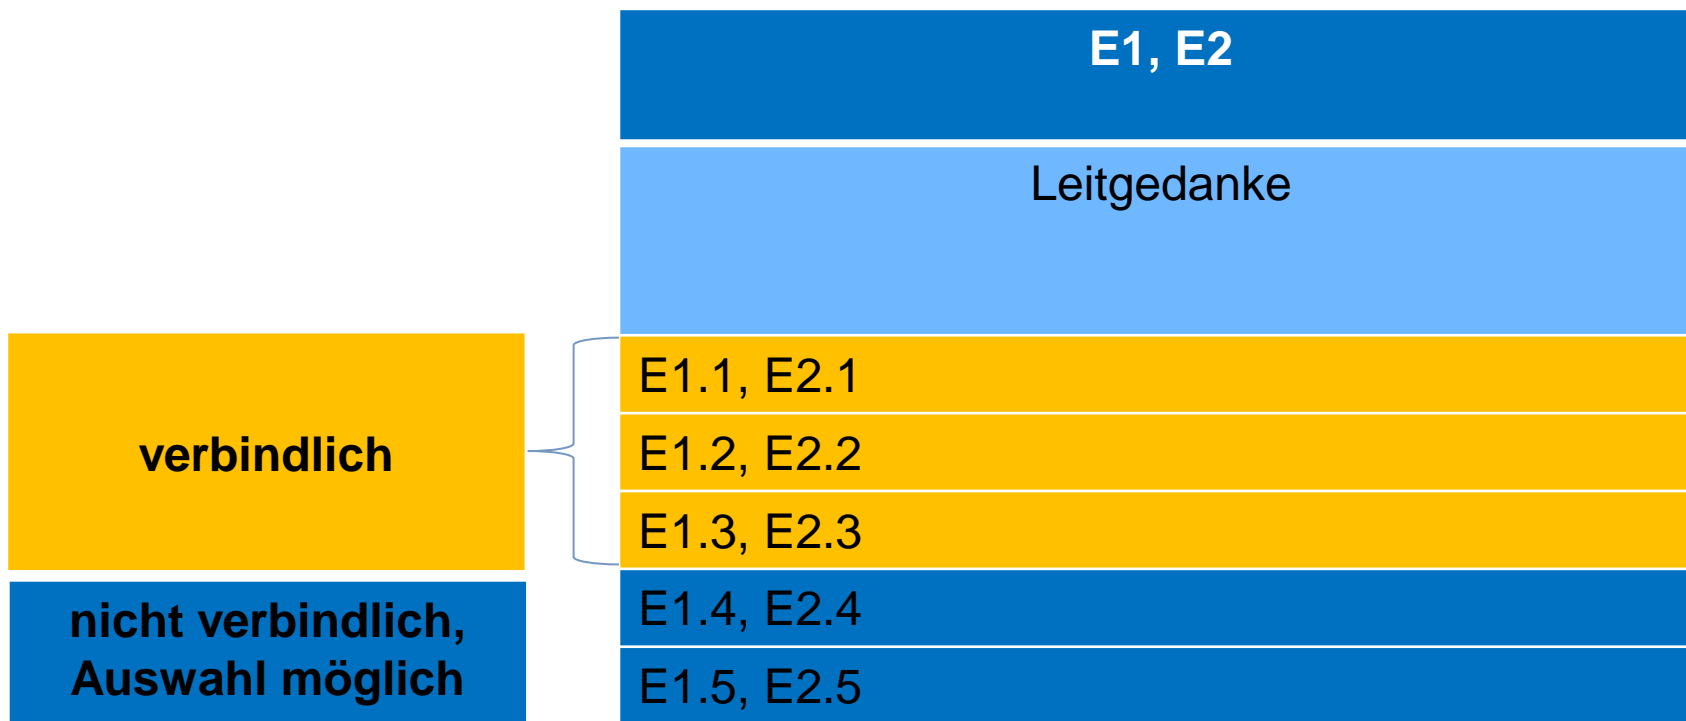 E1, E2
Leitgedanke
verbindlich
E1.1, E2.1
E1.2, E2.2
E1.3, E2.3
nicht verbindlich,
Auswahl möglich
E1.4, E2.4
E1.5, E2.5